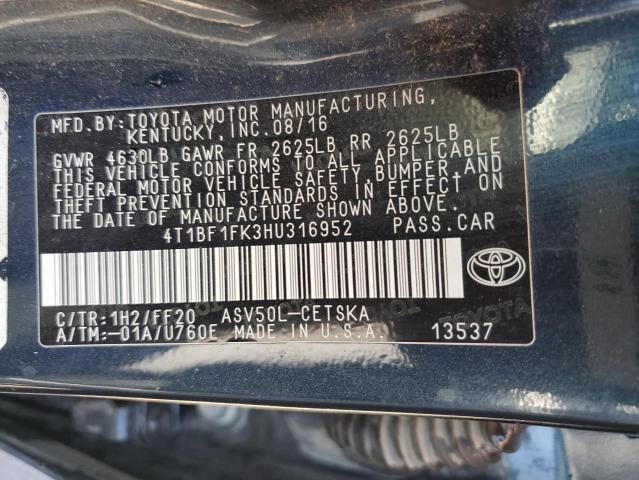 MFD.BY:TOYOTA MOTOR MANUFACTURING,
KENTUCKY,INC.08/16
GVWR 4630LB GAWR FR 2625LB RR 2625LB
THIS VEHICLE CONFORMS TO ALL APPLICABLE
FEDERAL MOTOR VEHICLE SAFETY,BUMPER,AND
THEFT PREVENTION STANDARDS IN EFFECT ON
THE DATE OF MANUFACTURE SHOWN ABOVE.
4T1BF1FK3HU316952 PASS.CAR
C/TR:1H2/FF20 ASV50L-CETSKA
A/TM:-01A/U760E MADE IN U.S.A. 13537
TOYOTA